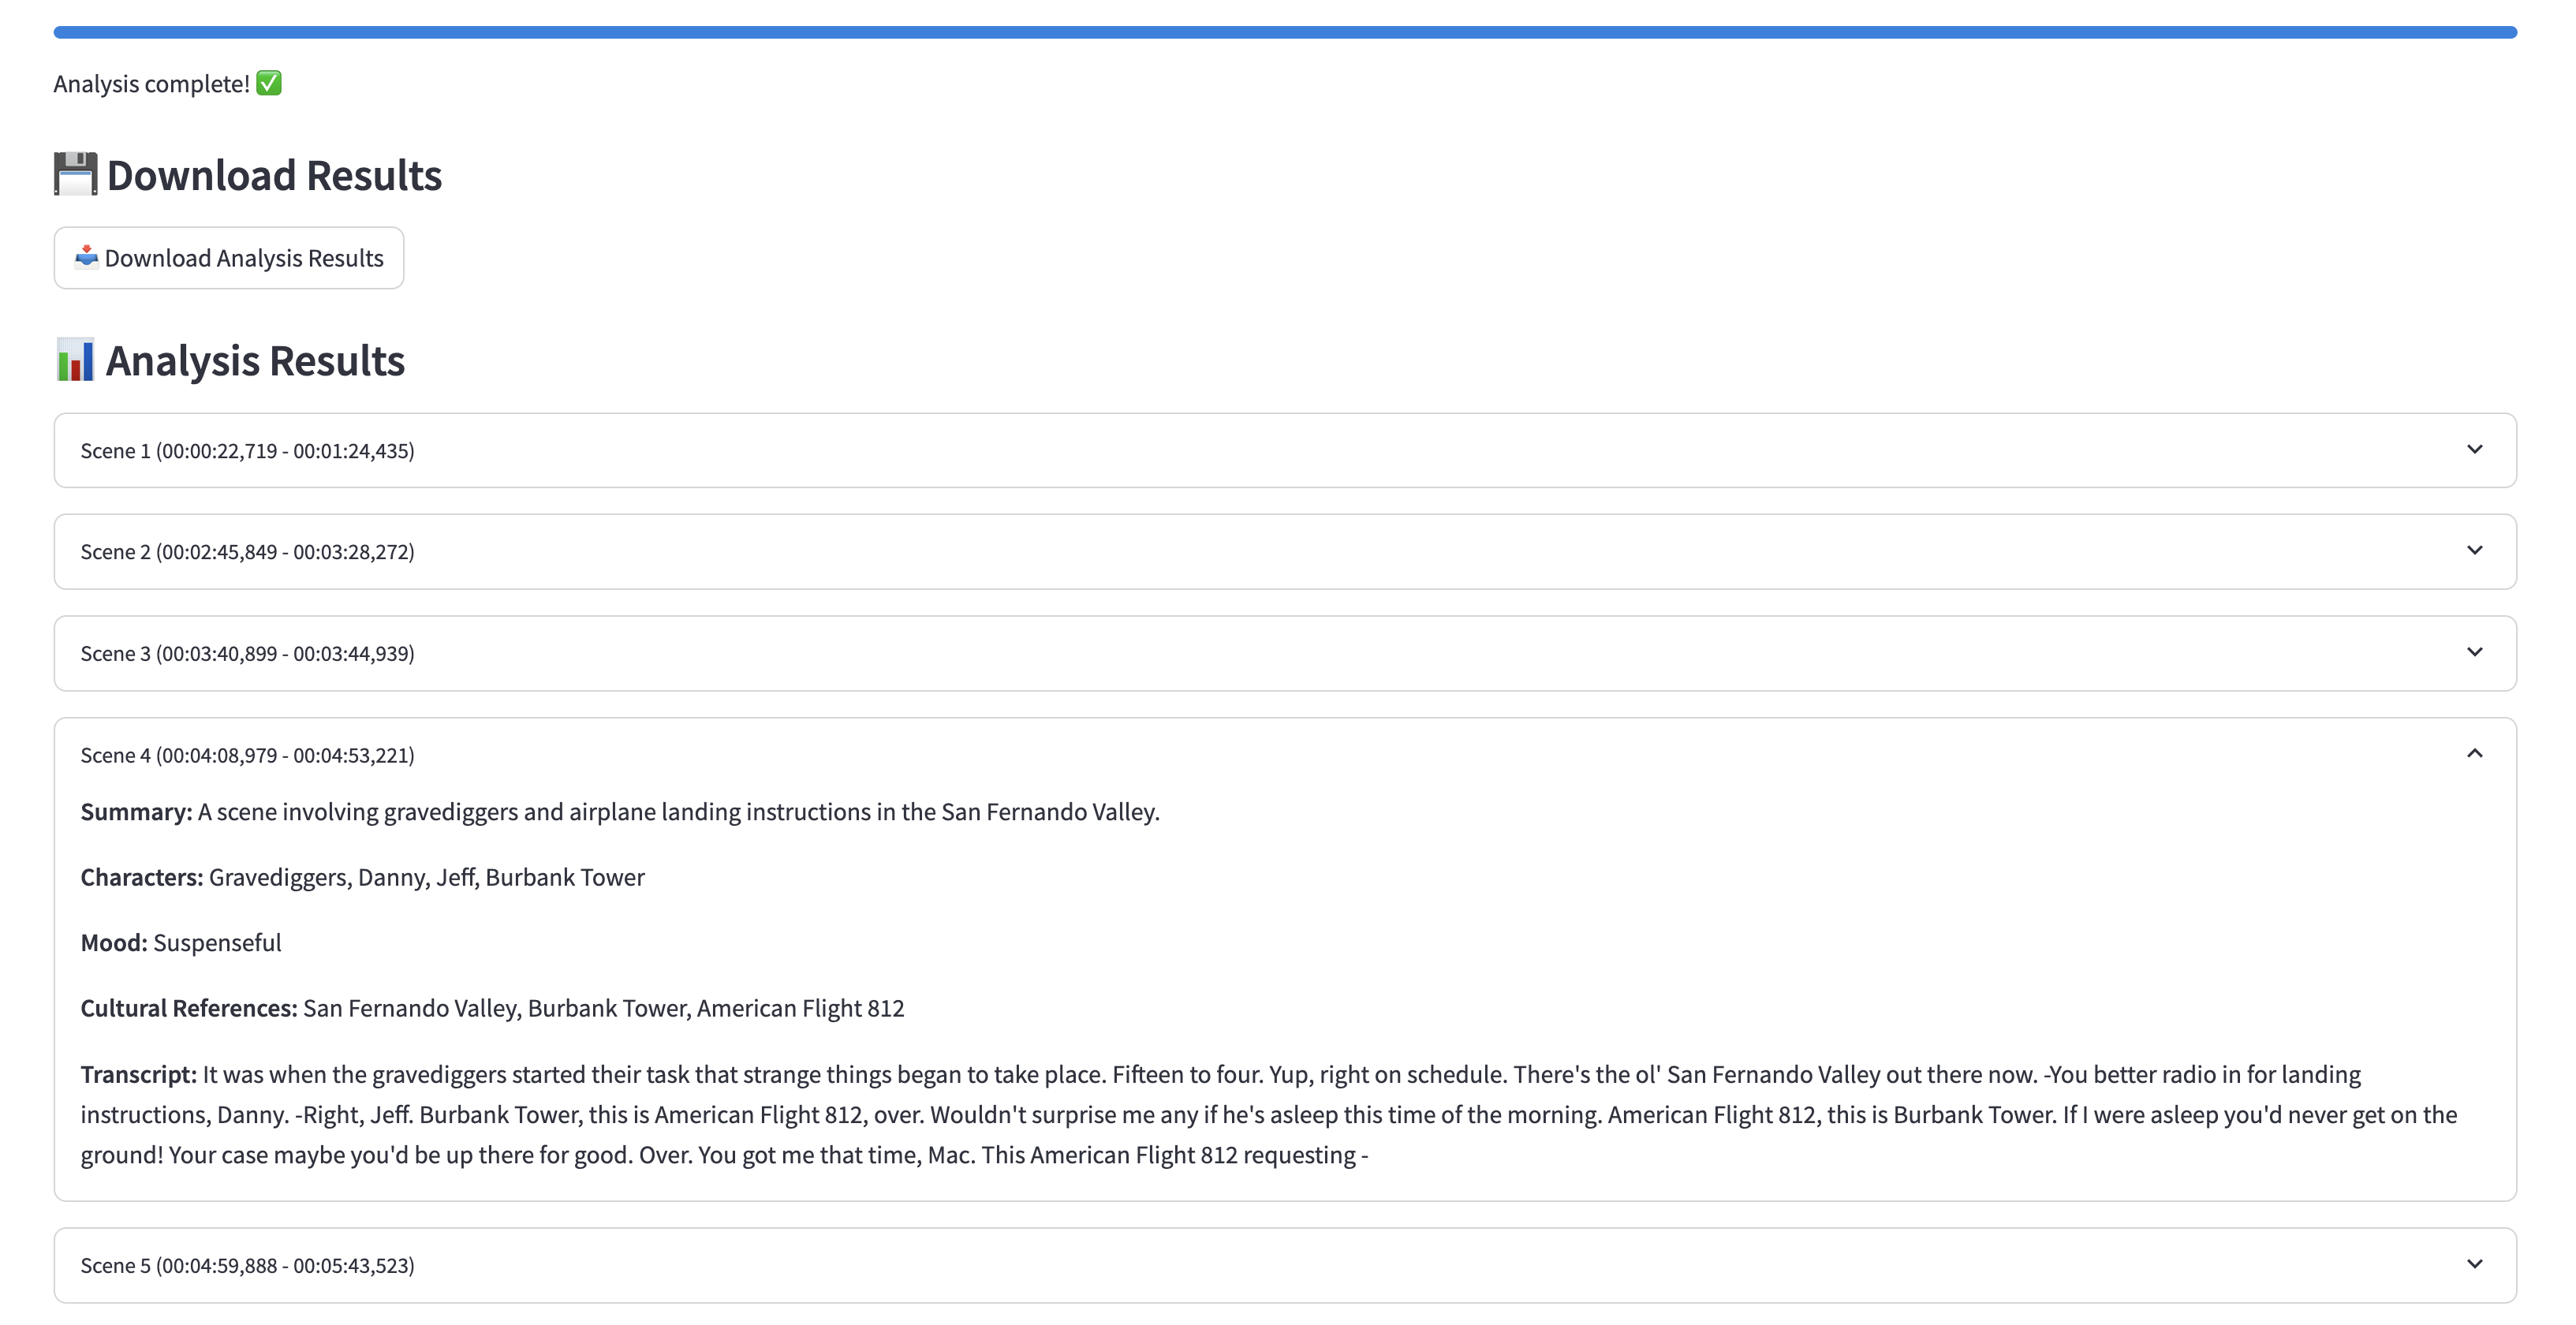 Analysis complete! ✅
💾 Download Results
📥 Download Analysis Results
📊 Analysis Results
Scene 1 (00:00:22,719 - 00:01:24,435)
Scene 2 (00:02:45,849 - 00:03:28,272)
Scene 3 (00:03:40,899 - 00:03:44,939)
Scene 4 (00:04:08,979 - 00:04:53,221)
Summary: A scene involving gravediggers and airplane landing instructions in the San Fernando Valley.
Characters: Gravediggers, Danny, Jeff, Burbank Tower
Mood: Suspenseful
Cultural References: San Fernando Valley, Burbank Tower, American Flight 812
Transcript: It was when the gravediggers started their task that strange things began to take place. Fifteen to four. Yup, right on schedule. There's the ol' San Fernando Valley out there now. -You better radio in for landing
instructions, Danny. -Right, Jeff. Burbank Tower, this is American Flight 812, over. Wouldn't surprise me any if he's asleep this time of the morning. American Flight 812, this is Burbank Tower. If I were asleep you'd never get on the
ground! Your case maybe you'd be up there for good. Over. You got me that time, Mac. This American Flight 812 requesting -
Scene 5 (00:04:59,888 - 00:05:43,523)